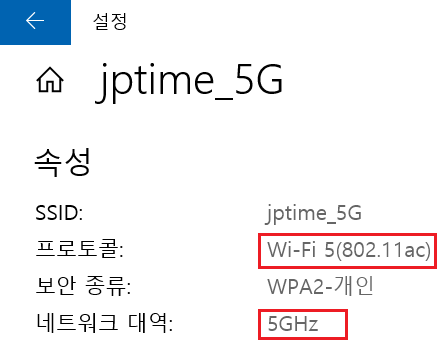 설정
jptime_5G
속성
SSID: jptime_5G
프로토콜: Wi-Fi 5(802.11ac)
보안 종류: WPA2-개인
네트워크 대역: 5GHz